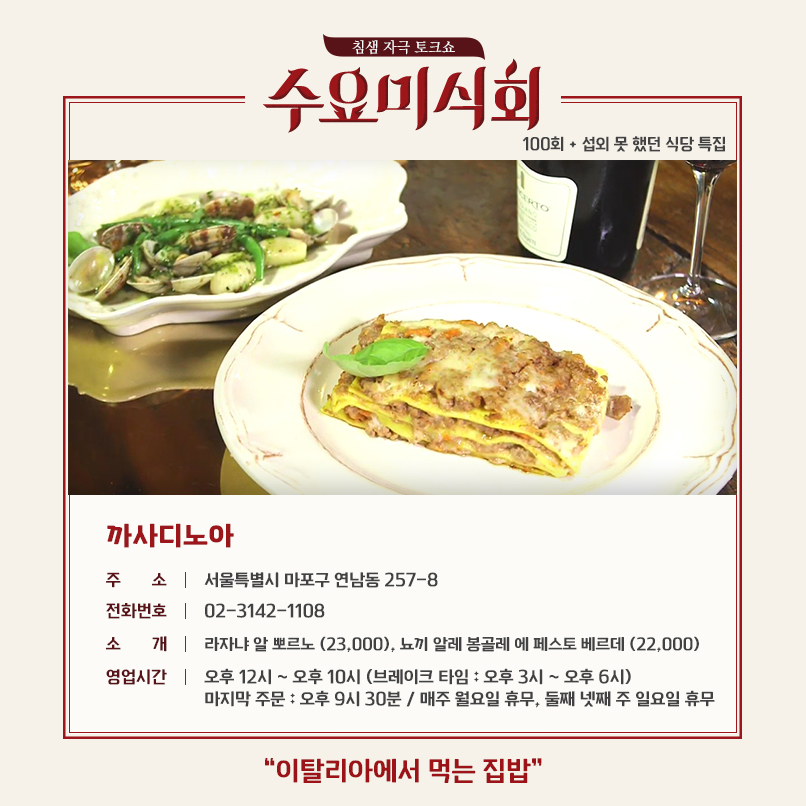 침샘 자극 토크쇼
수요미식회
100회 + 섭외 못 했던 식당 특집
까사디노아
주 소 | 서울특별시 마포구 연남동 257-8
전화번호 | 02-3142-1108
소 개 | 라자냐 알 뽀르노 (23,000), 뇨끼 알레 봉골레 에 페스토 베르데 (22,000)
영업시간 | 오후 12시 ~ 오후 10시 (브레이크 타임 : 오후 3시 ~ 오후 6시)
마지막 주문 : 오후 9시 30분 / 매주 월요일 휴무, 둘째 넷째 주 일요일 휴무
“이탈리아에서 먹는 집밥”